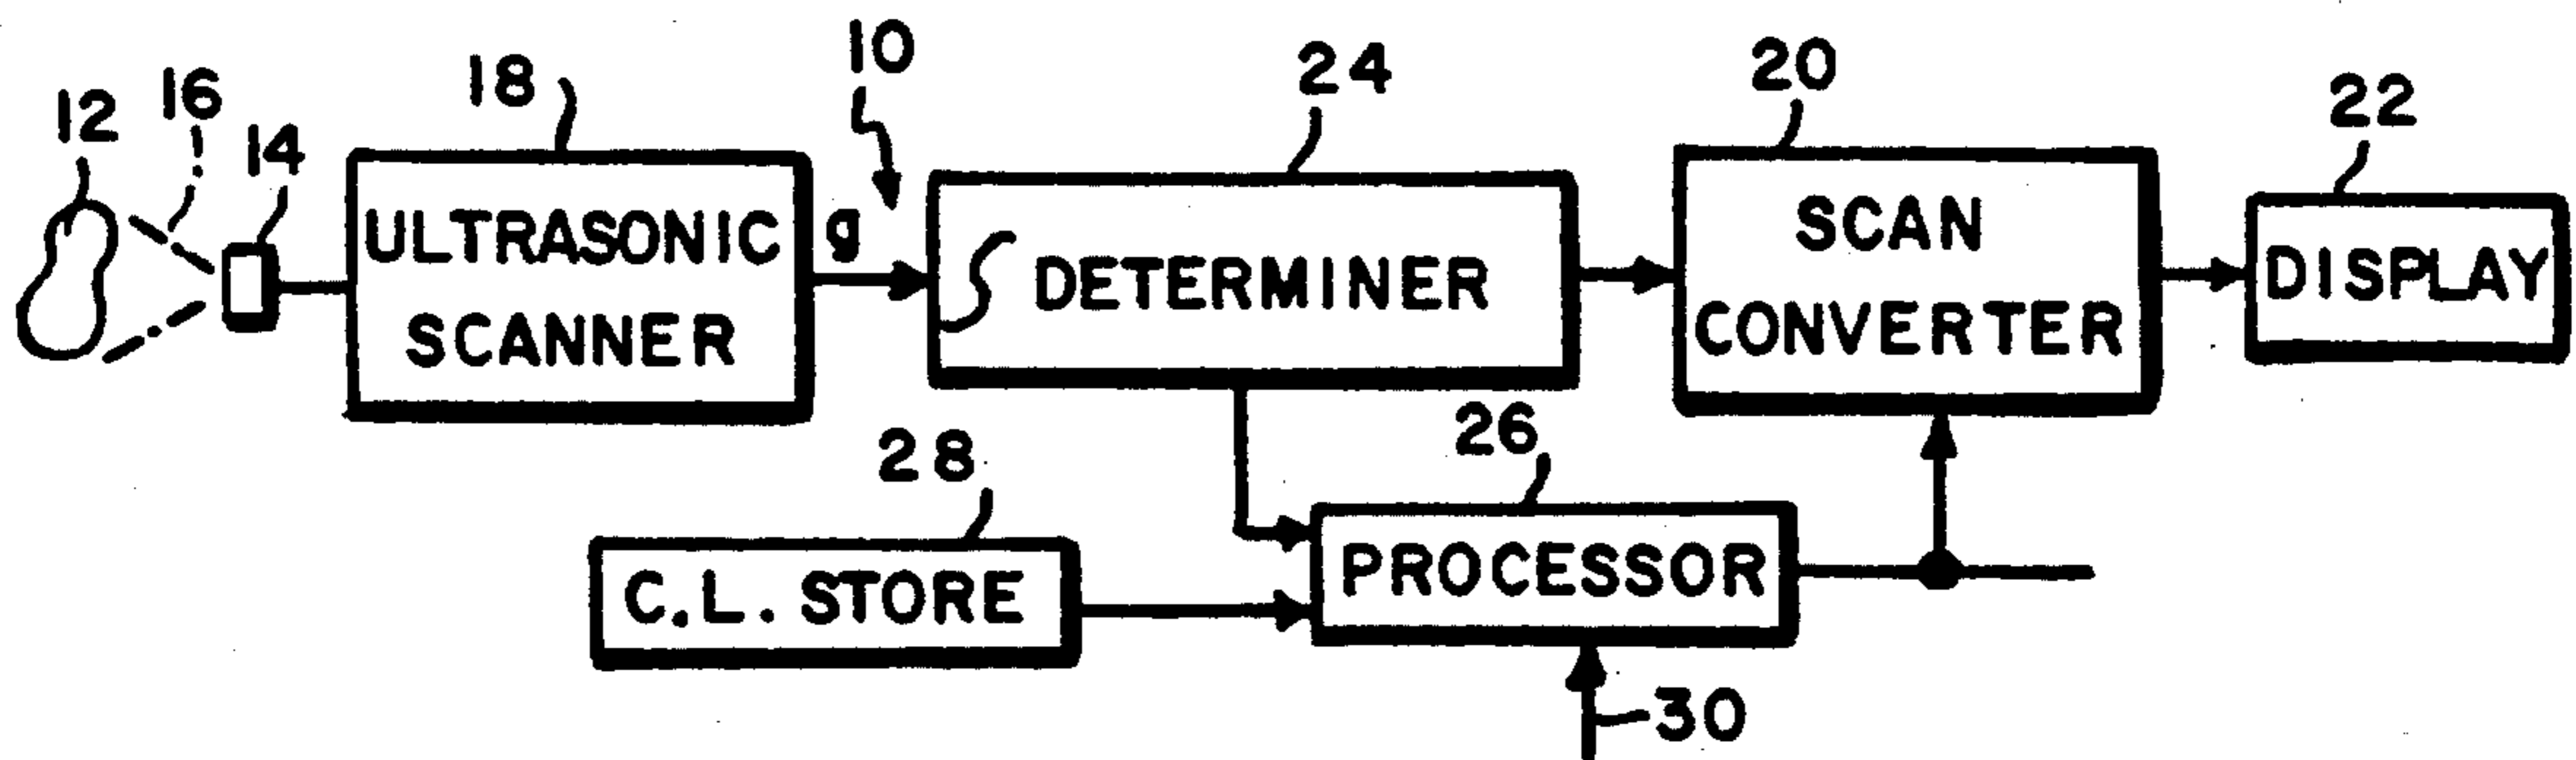 10
24
20
18
22
16
12
14
ULTRASONIC
SCANNER
g
∫ DETERMINER
SCAN
CONVERTER
DISPLAY
28
26
C.L. STORE
PROCESSOR
30